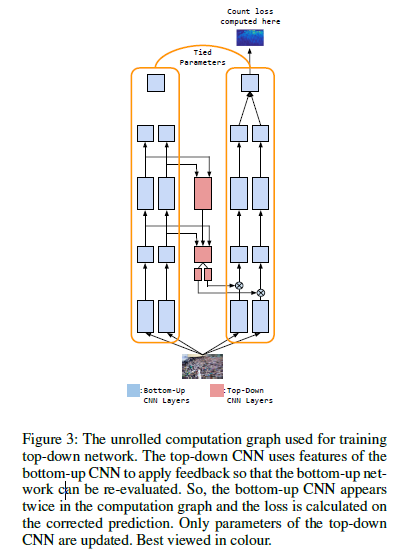 Count loss
computed here
Tied
Parameters
:Bottom-Up
CNN Layers
:Top-Down
CNN Layers
Figure 3: The unrolled computation graph used for training
top-down network. The top-down CNN uses features of the
bottom-up CNN to apply feedback so that the bottom-up net-
work can be re-evaluated. So, the bottom-up CNN appears
twice in the computation graph and the loss is calculated on
the corrected prediction. Only parameters of the top-down
CNN are updated. Best viewed in colour.